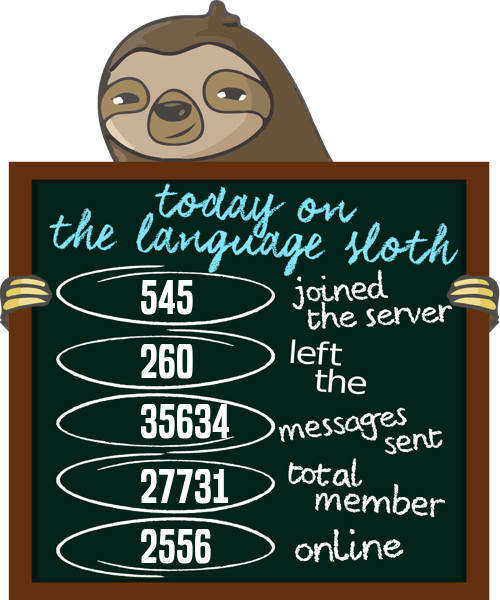 today on
the language sloth
545 joined
the server
260 left
the
35634 messages
sent
27731 total
member
2556 online